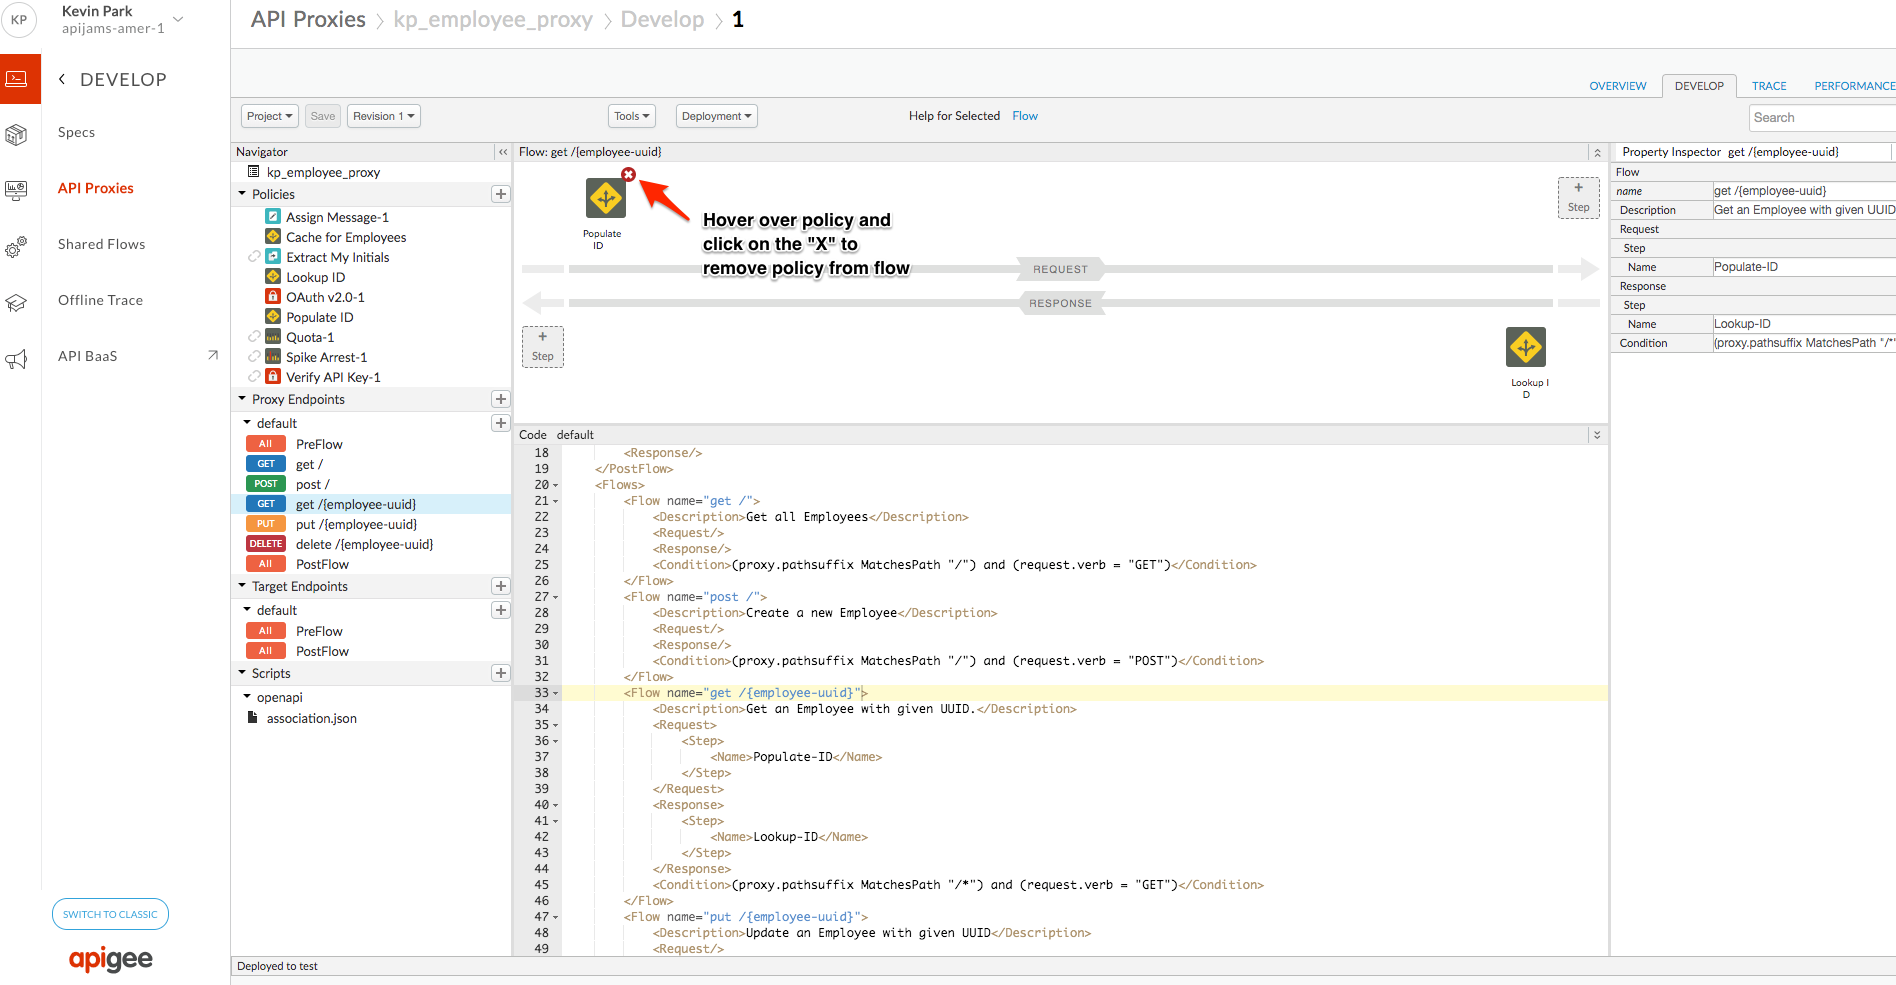 KP
Kevin Park
apijams-amer-1
API Proxies > kp_employee_proxy > Develop > 1
DEVELOP
Specs
API Proxies
Shared Flows
Offline Trace
API BaaS
SWITCH TO CLASSIC
apigee
OVERVIEW DEVELOP TRACE PERFORMANCE
Project Save Revision 1 Tools Deployment Help for Selected Flow Search
Navigator
kp_employee_proxy
Policies
Assign Message-1
Cache for Employees
Extract My Initials
Lookup ID
OAuth v2.0-1
Populate ID
Quota-1
Spike Arrest-1
Verify API Key-1
Proxy Endpoints
default
All PreFlow
GET get /
POST post /
GET get /{employee-uuid}
PUT put /{employee-uuid}
DELETE delete /{employee-uuid}
All PostFlow
Target Endpoints
default
All PreFlow
All PostFlow
Scripts
openapi
association.json
Flow: get /{employee-uuid}
Populate
ID
Hover over policy and
click on the "X" to
remove policy from flow
+
Step
REQUEST
RESPONSE
+
Step
Lookup I
D
Code default
18 <Response/>
19 </PostFlow>
20 <Flows>
21 <Flow name="get /">
22 <Description>Get all Employees</Description>
23 <Request/>
24 <Response/>
25 <Condition>(proxy.pathsuffix MatchesPath "/") and (request.verb = "GET")</Condition>
26 </Flow>
27 <Flow name="post /">
28 <Description>Create a new Employee</Description>
29 <Request/>
30 <Response/>
31 <Condition>(proxy.pathsuffix MatchesPath "/") and (request.verb = "POST")</Condition>
32 </Flow>
33 <Flow name="get /{employee-uuid}">
34 <Description>Get an Employee with given UUID.</Description>
35 <Request>
36 <Step>
37 <Name>Populate-ID</Name>
38 </Step>
39 </Request>
40 <Response>
41 <Step>
42 <Name>Lookup-ID</Name>
43 </Step>
44 </Response>
45 <Condition>(proxy.pathsuffix MatchesPath "/*") and (request.verb = "GET")</Condition>
46 </Flow>
47 <Flow name="put /{employee-uuid}">
48 <Description>Update an Employee with given UUID</Description>
49 <Request/>
Property Inspector get /{employee-uuid}
Flow
name get /{employee-uuid}
Description Get an Employee with given UUID
Request
Step
Name Populate-ID
Response
Step
Name Lookup-ID
Condition (proxy.pathsuffix MatchesPath "/*"
Deployed to test